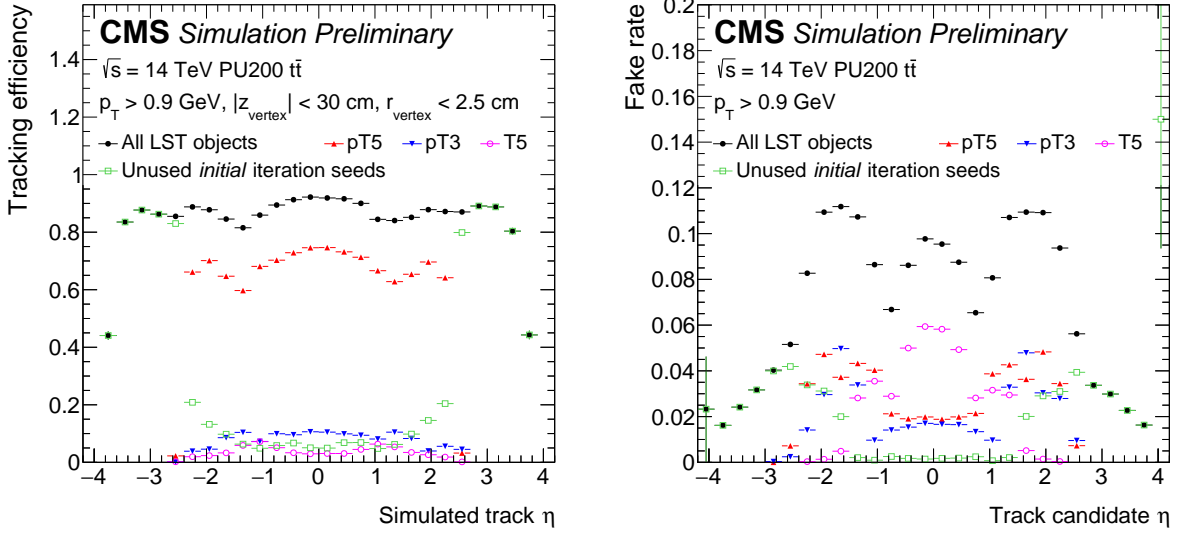 CMS Simulation Preliminary
√s = 14 TeV PU200 tt̄
p_T > 0.9 GeV, |z_vertex| < 30 cm, r_vertex < 2.5 cm
All LST objects pT5 pT3 T5
Unused initial iteration seeds
Tracking efficiency
1.4
1.2
1
0.8
0.6
0.4
0.2
0
−4 −3 −2 −1 0 1 2 3 4
Simulated track η
CMS Simulation Preliminary
√s = 14 TeV PU200 tt̄
p_T > 0.9 GeV
All LST objects pT5 pT3 T5
Unused initial iteration seeds
Fake rate
0.2
0.18
0.16
0.14
0.12
0.1
0.08
0.06
0.04
0.02
0
−4 −3 −2 −1 0 1 2 3 4
Track candidate η